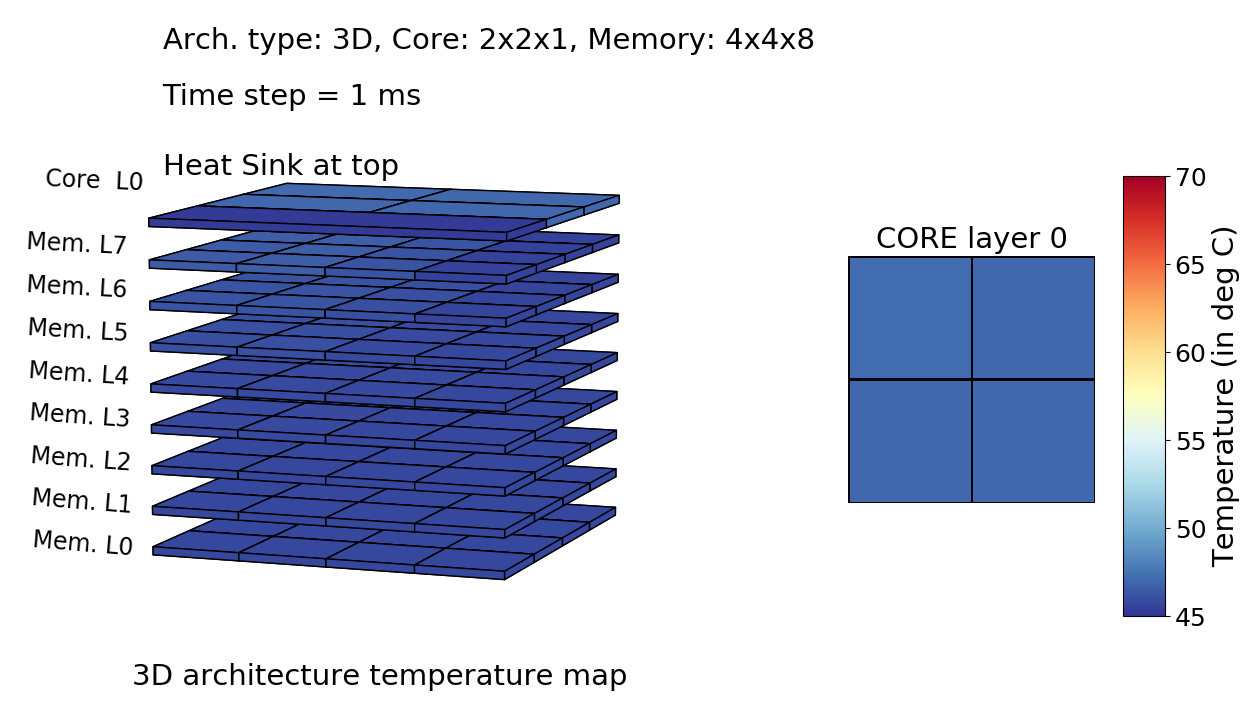 Arch. type: 3D, Core: 2x2x1, Memory: 4x4x8
Time step = 1 ms
Heat Sink at top
Core  L0
Mem. L7
Mem. L6
Mem. L5
Mem. L4
Mem. L3
Mem. L2
Mem. L1
Mem. L0
3D architecture temperature map
CORE layer 0
70
65
60
55
50
45
Temperature (in deg C)